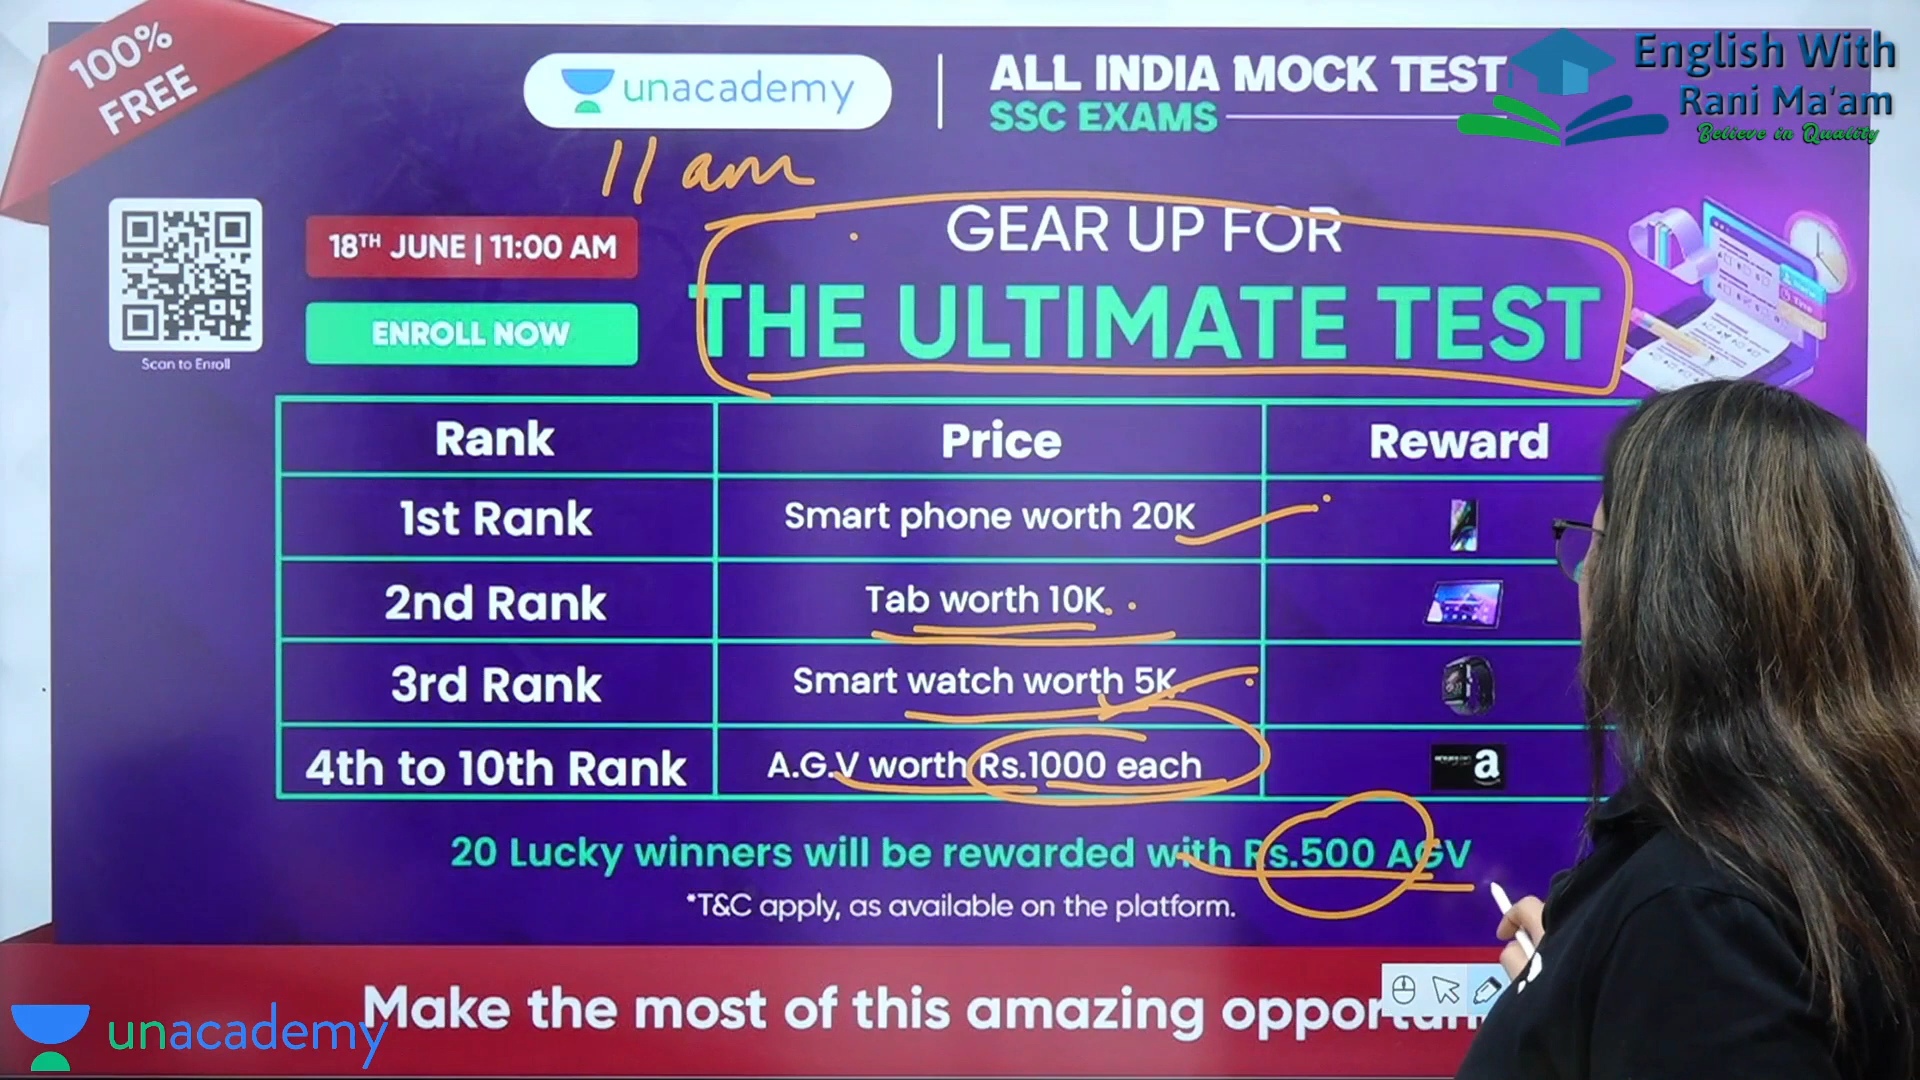 100%
FREE
unacademy
ALL INDIA MOCK TEST
SSC EXAMS
English With
Rani Ma'am
Believe in Quality
11 am
18TH JUNE | 11:00 AM
ENROLL NOW
Scan to Enroll
GEAR UP FOR
THE ULTIMATE TEST
Rank Price Reward
1st Rank Smart phone worth 20K
2nd Rank Tab worth 10K
3rd Rank Smart watch worth 5K
4th to 10th Rank A.G.V worth Rs.1000 each
a
20 Lucky winners will be rewarded with Rs.500 AGV
*T&C apply, as available on the platform.
Make the most of this amazing
unacademy